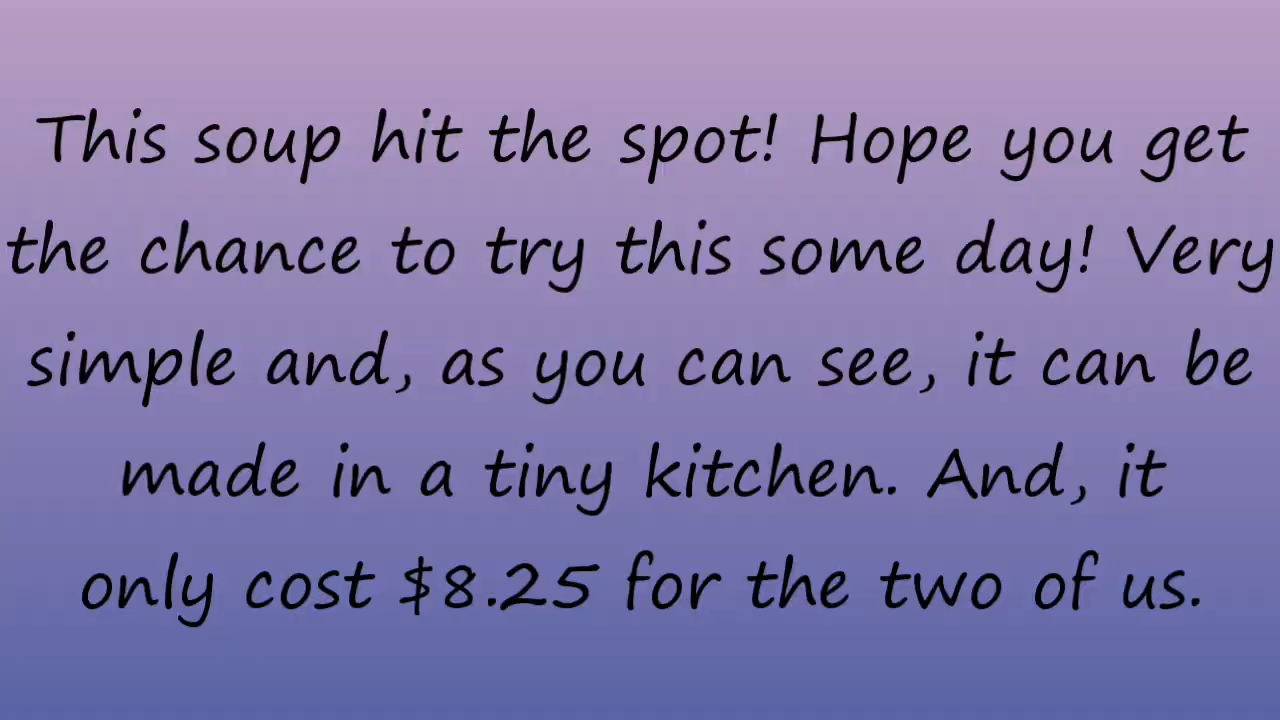 This soup hit the spot! Hope you get
the chance to try this some day! Very
simple and, as you can see, it can be
made in a tiny kitchen. And, it
only cost $8.25 for the two of us.